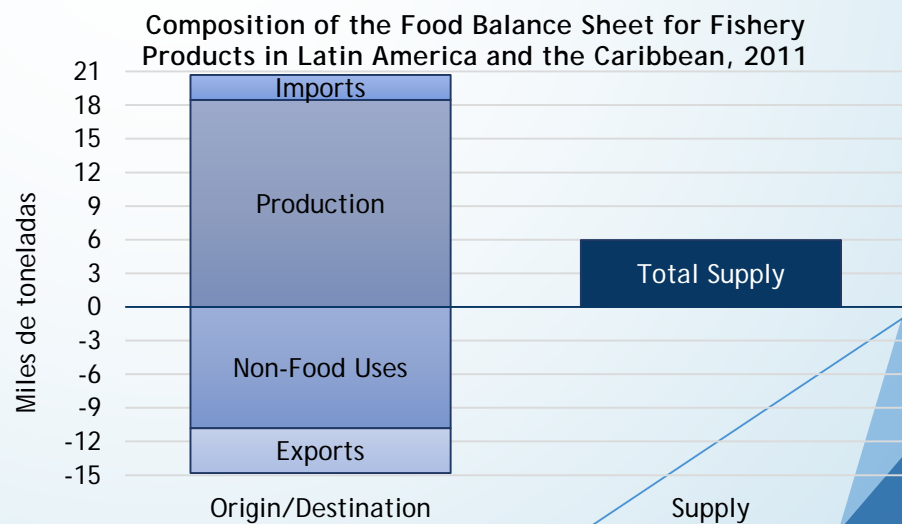 Composition of the Food Balance Sheet for Fishery
Products in Latin America and the Caribbean, 2011
Miles de toneladas
21
18
15
12
9
6
3
0
-3
-6
-9
-12
-15
Imports
Production
Non-Food Uses
Exports
Total Supply
Origin/Destination
Supply